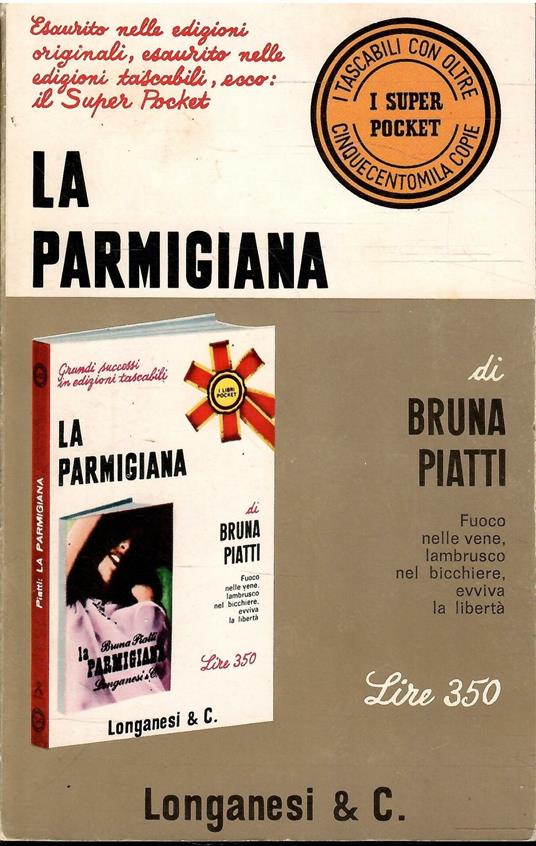 Esaurito nelle edizioni
originali, esaurito nelle
edizioni tascabili, ecco:
il Super Pocket
I TASCABILI CON OLTRE
I SUPER
POCKET
CINQUECENTOMILA COPIE
LA
PARMIGIANA
di
BRUNA
PIATTI
Fuoco
nelle vene,
lambrusco
nel bicchiere,
evviva
la libertà
Lire 350
Piatti: LA PARMIGIANA
Grandi successi
in edizioni tascabili
I LIBRI
POCKET
LA
PARMIGIANA
di
BRUNA
PIATTI
Fuoco
nelle vene,
lambrusco
nel bicchiere,
evviva
la libertà
Lire 350
Bruna Piatti
la PARMIGIANA
Longanesi & C.
Longanesi & C.
Longanesi & C.